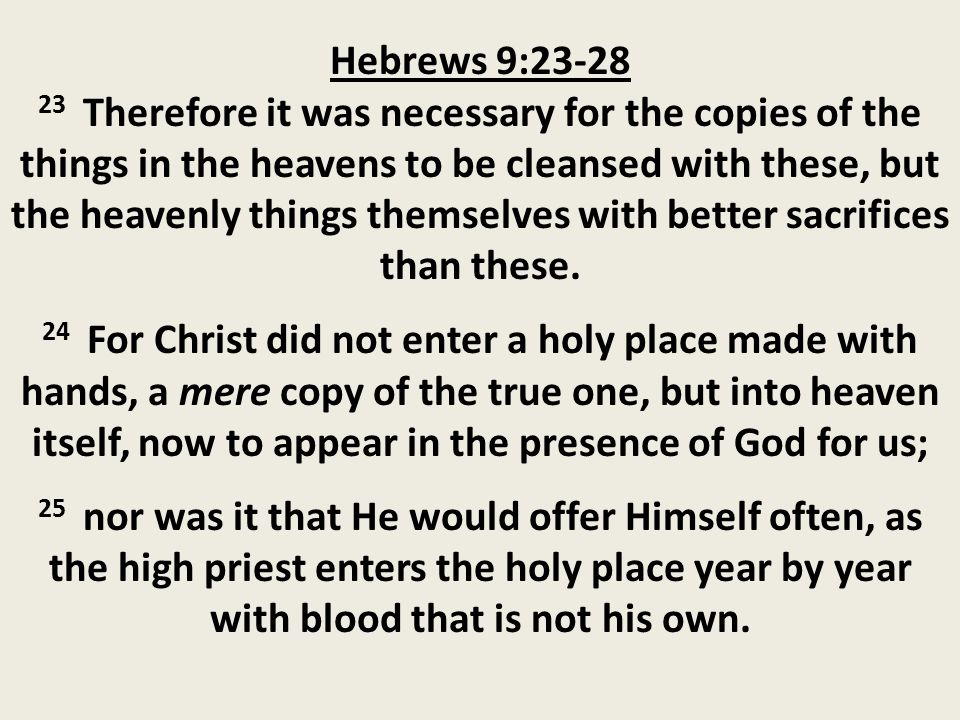 Hebrews 9:23-28
23 Therefore it was necessary for the copies of the
things in the heavens to be cleansed with these, but
the heavenly things themselves with better sacrifices
than these.
24 For Christ did not enter a holy place made with
hands, a mere copy of the true one, but into heaven
itself, now to appear in the presence of God for us;
25 nor was it that He would offer Himself often, as
the high priest enters the holy place year by year
with blood that is not his own.